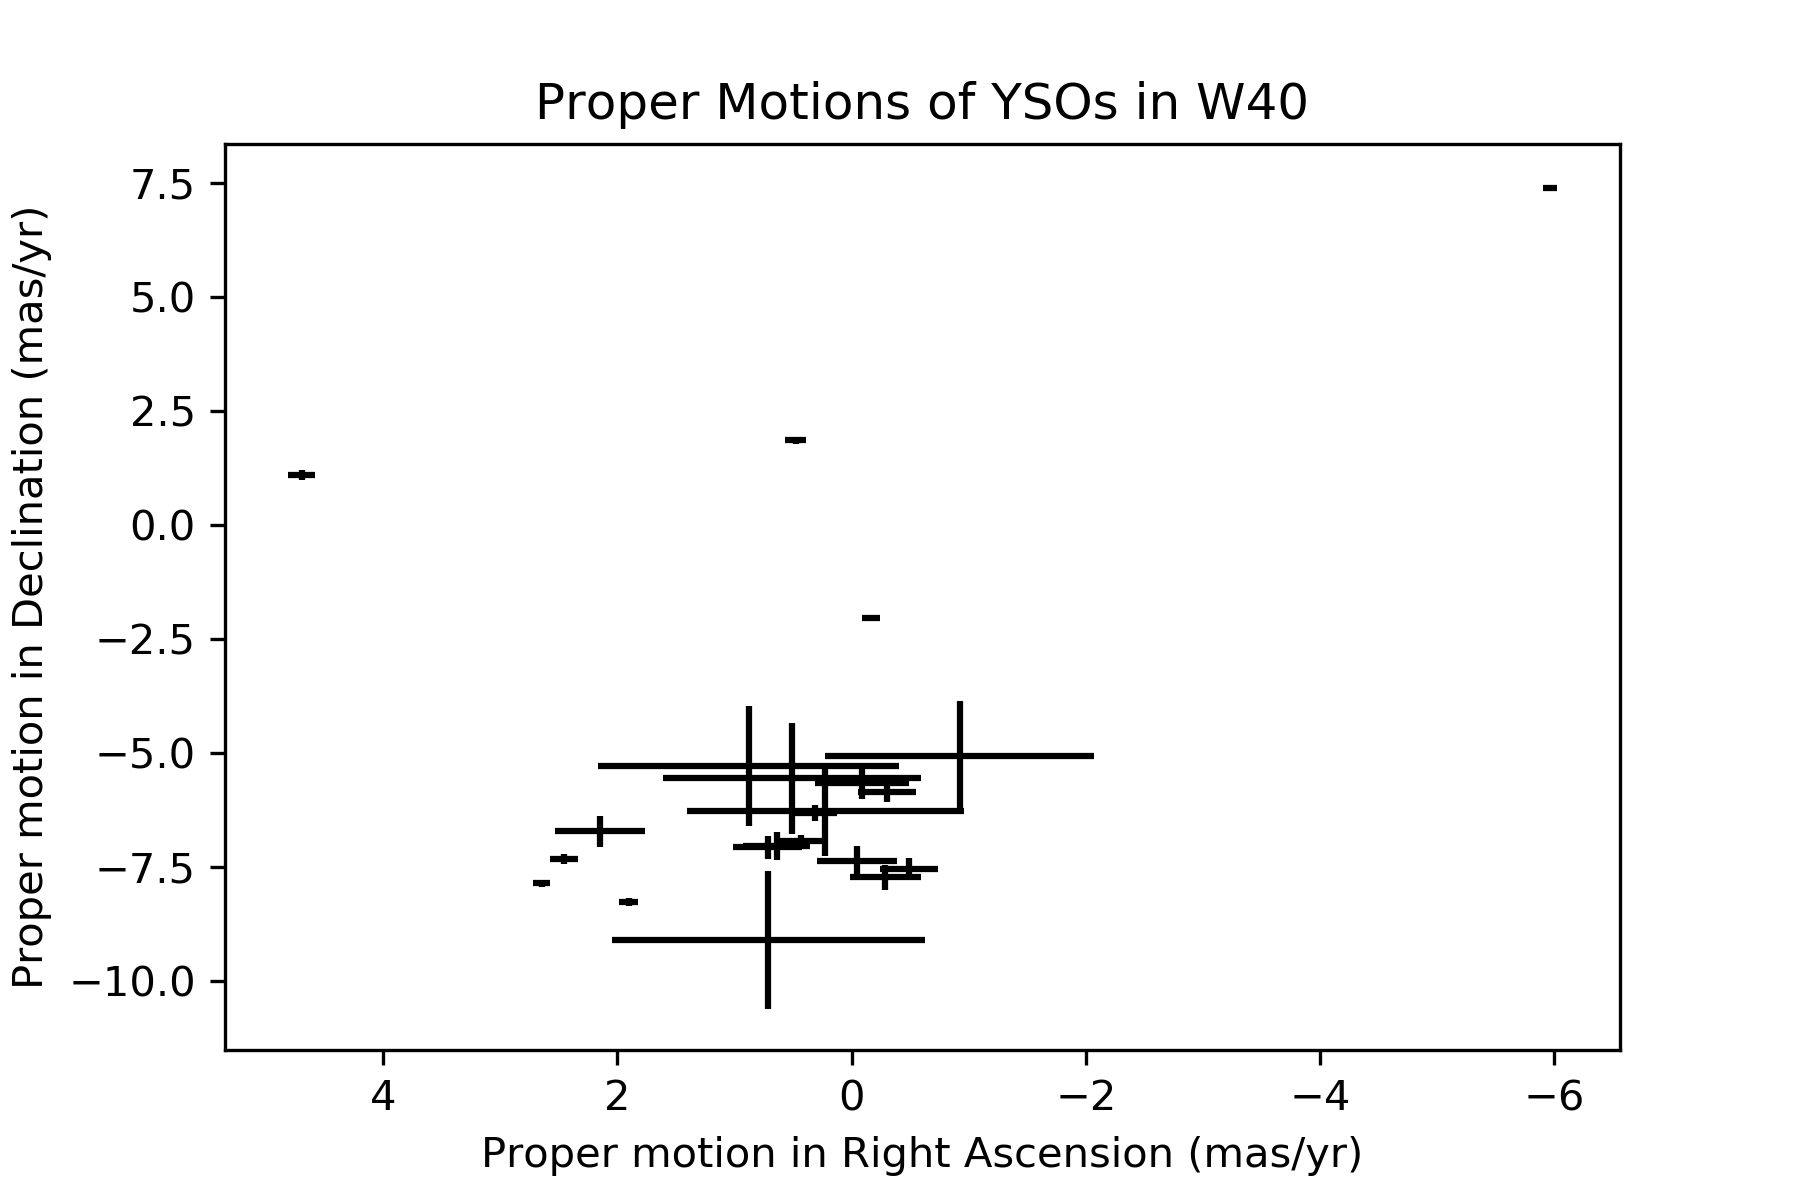 Proper Motions of YSOs in W40
Proper motion in Declination (mas/yr)
7.5
5.0
2.5
0.0
−2.5
−5.0
−7.5
−10.0
4 2 0 −2 −4 −6
Proper motion in Right Ascension (mas/yr)